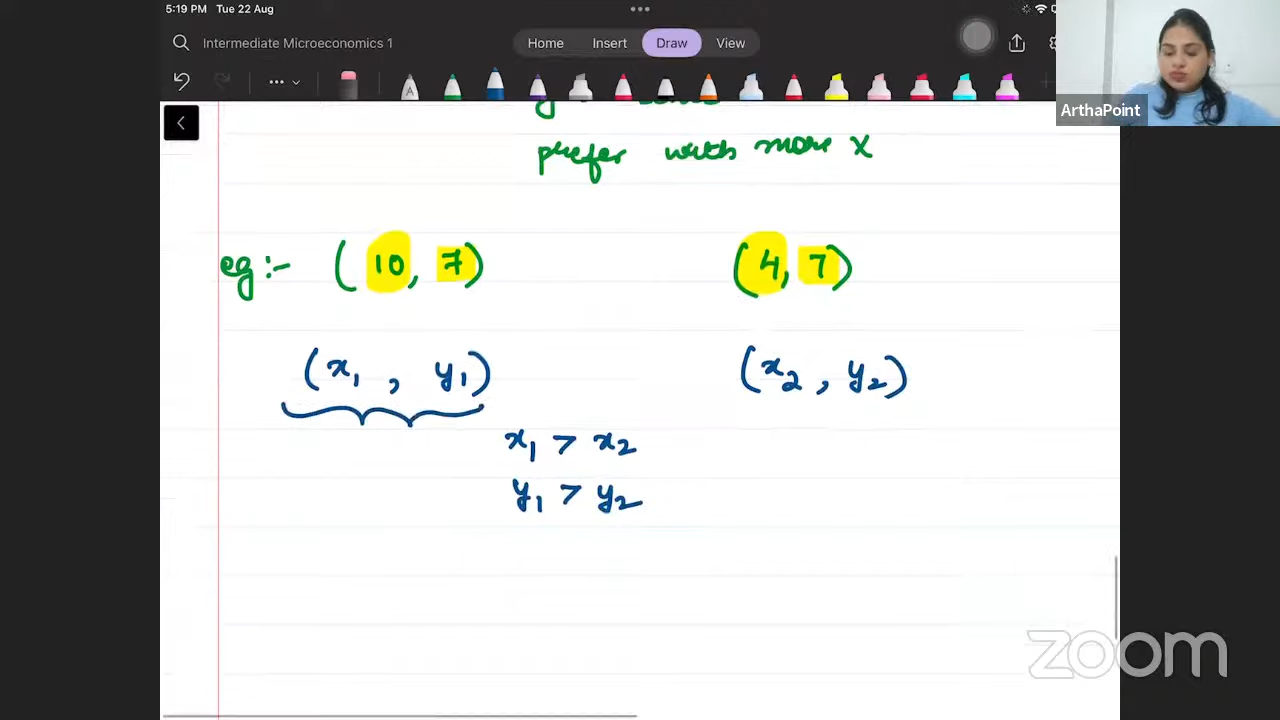 5:19 PM Tue 22 Aug
Intermediate Microeconomics 1
Home Insert Draw View
ArthaPoint
A
prefer with more x
eg:- (10, 7) (4, 7)
(x₁, y₁) (x₂, y₂)
x₁ > x₂
y₁ > y₂
zoom